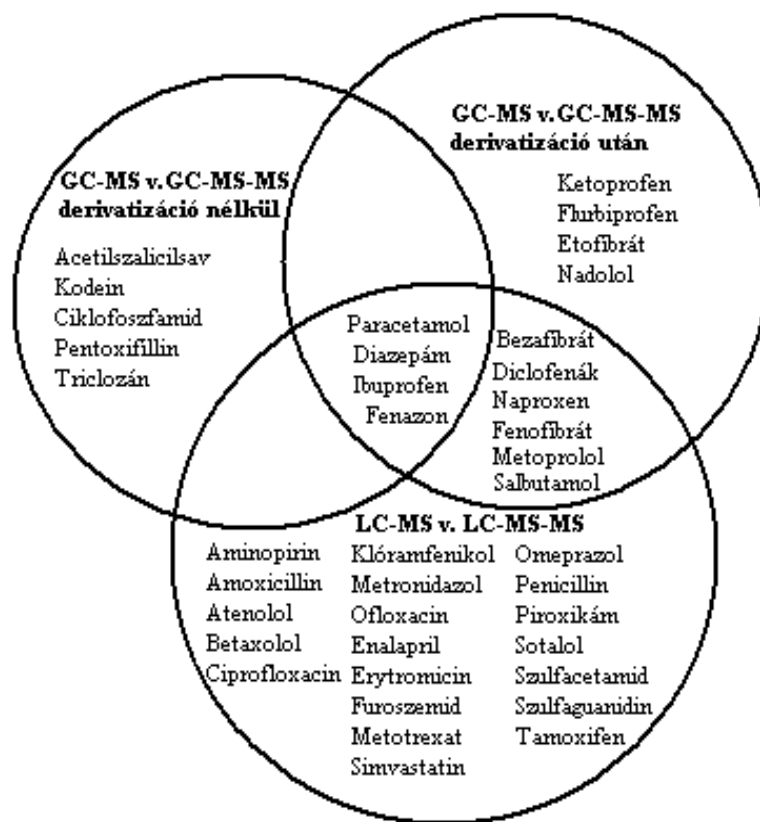 GC-MS v.GC-MS-MS
derivatizáció után
Ketoprofen
Flurbiprofen
Etofibrát
Nadolol
GC-MS v.GC-MS-MS
derivatizáció nélkül
Acetilszalicilsav
Kodein
Ciklofoszfamid
Pentoxifillin
Triclozán
Paracetamol
Diazepám
Ibuprofen
Fenazon
Bezafibrát
Diclofenák
Naproxen
Fenofibrát
Metoprolol
Salbutamol
LC-MS v. LC-MS-MS
Aminopirin
Amoxicillin
Atenolol
Betaxolol
Ciprofloxacin
Klóramfenikol
Metronidazol
Ofloxacin
Enalapril
Erytromicin
Furoszemid
Metotrexat
Simvastatin
Omeprazol
Penicillin
Piroxikám
Sotalol
Szulfacetamid
Szulfaguanidin
Tamoxifen